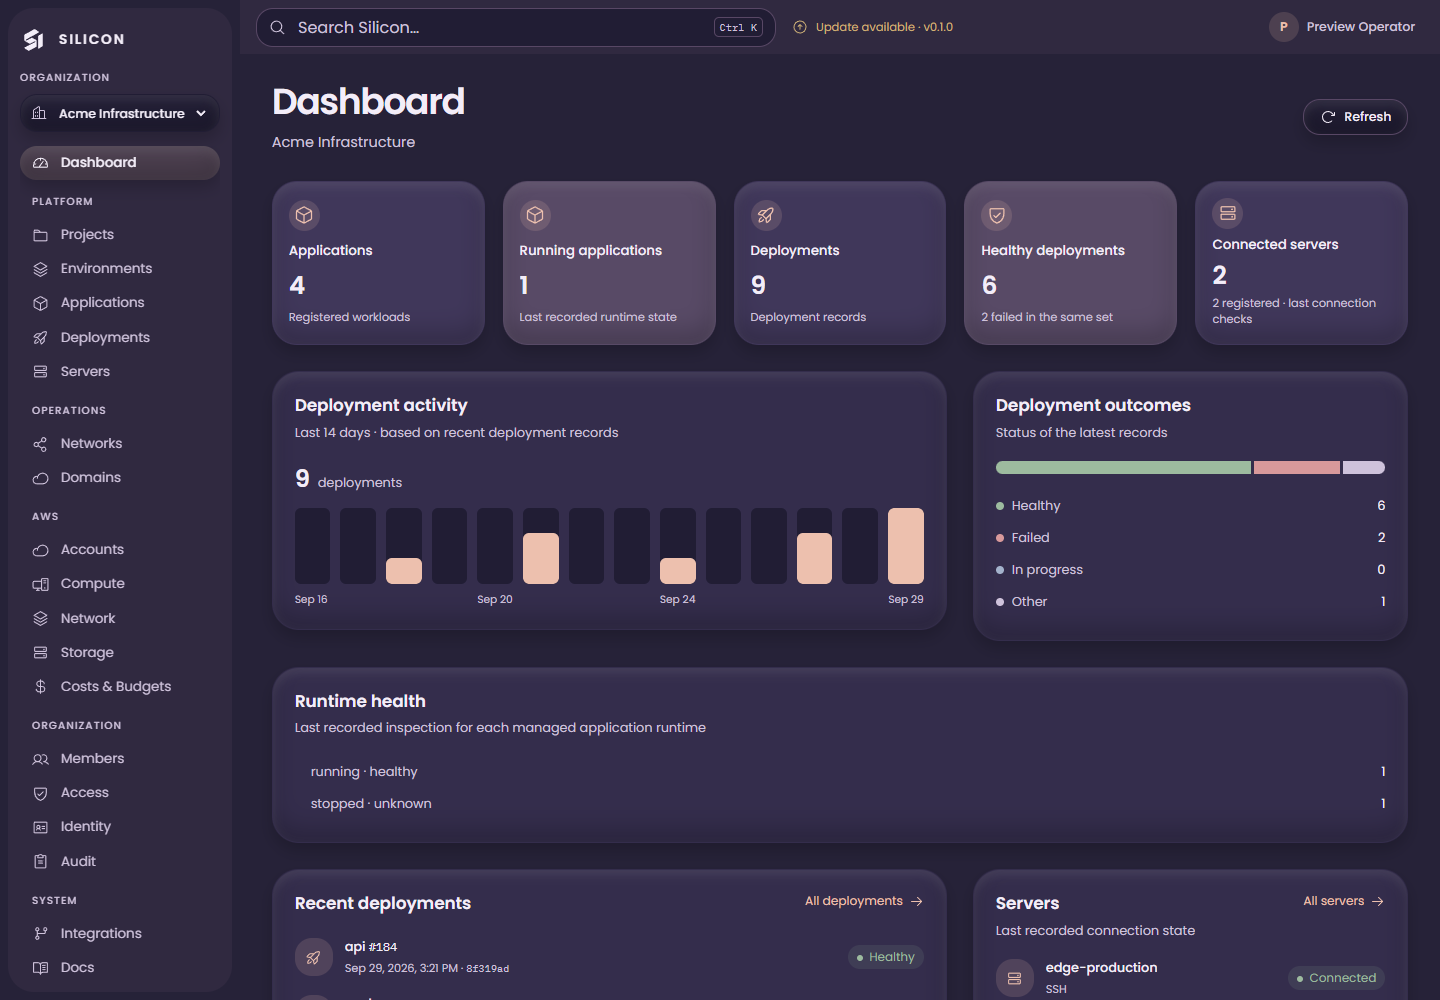 SILICON
ORGANIZATION
Acme Infrastructure
Dashboard
PLATFORM
Projects
Environments
Applications
Deployments
Servers
OPERATIONS
Networks
Domains
AWS
Accounts
Compute
Network
Storage
Costs & Budgets
ORGANIZATION
Members
Access
Identity
Audit
SYSTEM
Integrations
Docs
Search Silicon...
Ctrl K
Update available · v0.1.0
P
Preview Operator
Dashboard
Acme Infrastructure
Refresh
Applications
4
Registered workloads
Running applications
1
Last recorded runtime state
Deployments
9
Deployment records
Healthy deployments
6
2 failed in the same set
Connected servers
2
2 registered · last connection
checks
Deployment activity
Last 14 days · based on recent deployment records
9 deployments
Sep 16
Sep 20
Sep 24
Sep 29
Deployment outcomes
Status of the latest records
Healthy 6
Failed 2
In progress 0
Other 1
Runtime health
Last recorded inspection for each managed application runtime
running · healthy 1
stopped · unknown 1
Recent deployments
All deployments →
api #184
Sep 29, 2026, 3:21 PM · 8f319ad
Healthy
Servers
All servers →
Last recorded connection state
edge-production
SSH
Connected